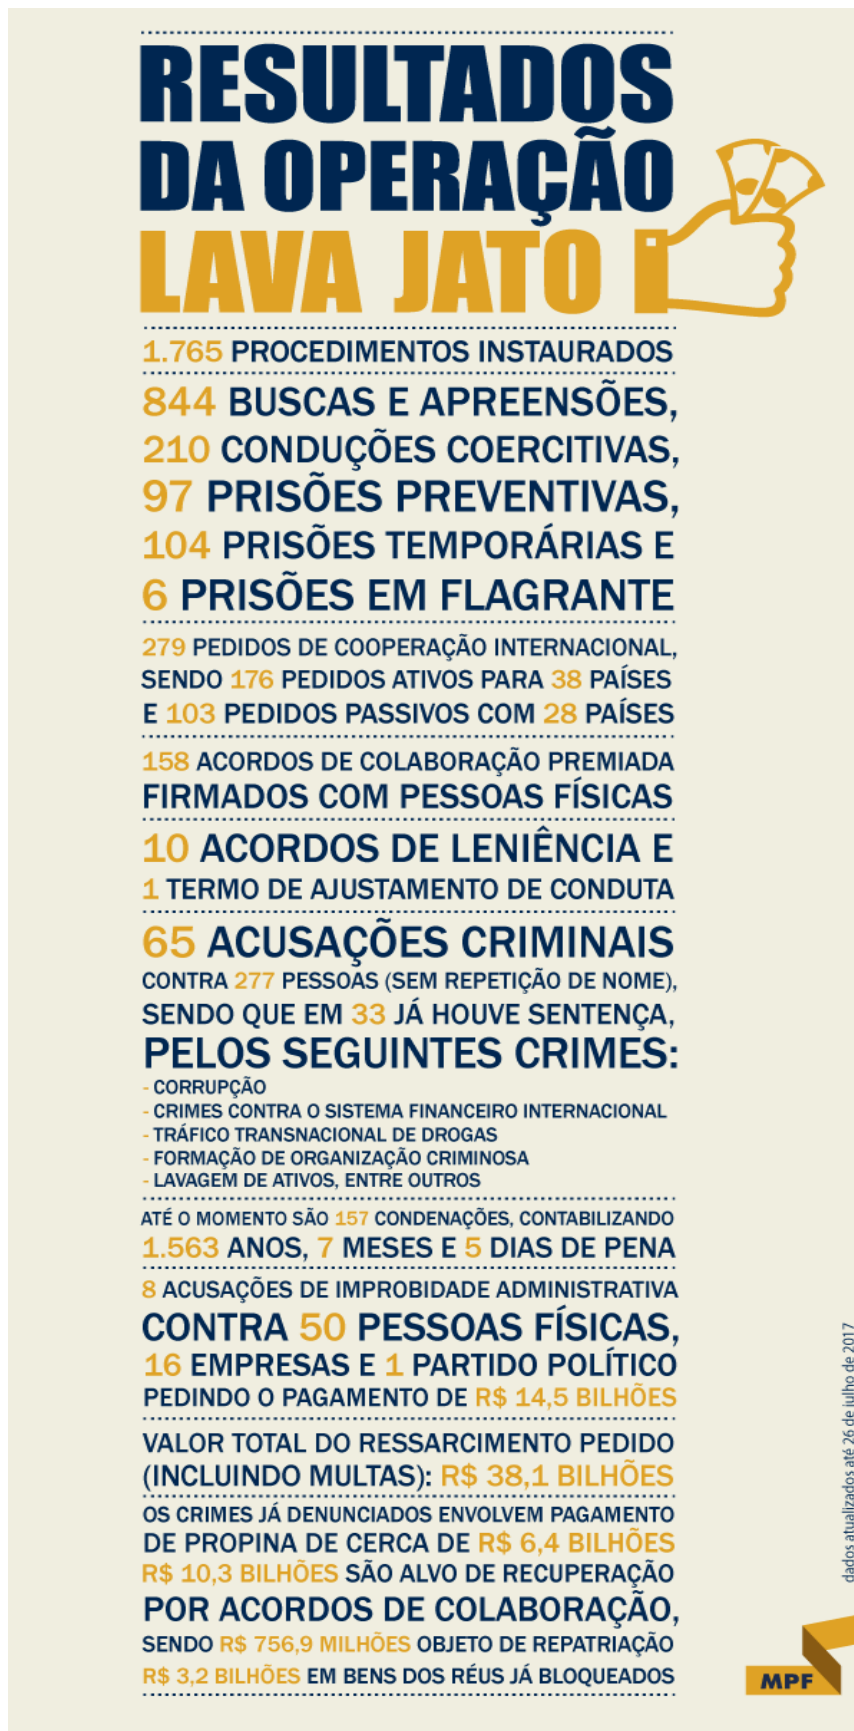 RESULTADOS
DA OPERAÇÃO
LAVA JATO
1.765 PROCEDIMENTOS INSTAURADOS
844 BUSCAS E APREENSÕES,
210 CONDUÇÕES COERCITIVAS,
97 PRISÕES PREVENTIVAS,
104 PRISÕES TEMPORÁRIAS E
6 PRISÕES EM FLAGRANTE
279 PEDIDOS DE COOPERAÇÃO INTERNACIONAL,
SENDO 176 PEDIDOS ATIVOS PARA 38 PAÍSES
E 103 PEDIDOS PASSIVOS COM 28 PAÍSES
158 ACORDOS DE COLABORAÇÃO PREMIADA
FIRMADOS COM PESSOAS FÍSICAS
10 ACORDOS DE LENIÊNCIA E
1 TERMO DE AJUSTAMENTO DE CONDUTA
65 ACUSAÇÕES CRIMINAIS
CONTRA 277 PESSOAS (SEM REPETIÇÃO DE NOME),
SENDO QUE EM 33 JÁ HOUVE SENTENÇA,
PELOS SEGUINTES CRIMES:
- CORRUPÇÃO
- CRIMES CONTRA O SISTEMA FINANCEIRO INTERNACIONAL
- TRÁFICO TRANSNACIONAL DE DROGAS
- FORMAÇÃO DE ORGANIZAÇÃO CRIMINOSA
- LAVAGEM DE ATIVOS, ENTRE OUTROS
ATÉ O MOMENTO SÃO 157 CONDENAÇÕES, CONTABILIZANDO
1.563 ANOS, 7 MESES E 5 DIAS DE PENA
8 ACUSAÇÕES DE IMPROBIDADE ADMINISTRATIVA
CONTRA 50 PESSOAS FÍSICAS,
16 EMPRESAS E 1 PARTIDO POLÍTICO
PEDINDO O PAGAMENTO DE R$ 14,5 BILHÕES
VALOR TOTAL DO RESSARCIMENTO PEDIDO
(INCLUINDO MULTAS): R$ 38,1 BILHÕES
OS CRIMES JÁ DENUNCIADOS ENVOLVEM PAGAMENTO
DE PROPINA DE CERCA DE R$ 6,4 BILHÕES
R$ 10,3 BILHÕES SÃO ALVO DE RECUPERAÇÃO
POR ACORDOS DE COLABORAÇÃO,
SENDO R$ 756,9 MILHÕES OBJETO DE REPATRIAÇÃO
R$ 3,2 BILHÕES EM BENS DOS RÉUS JÁ BLOQUEADOS
dados atualizados até 26 de julho de 2017
MPF